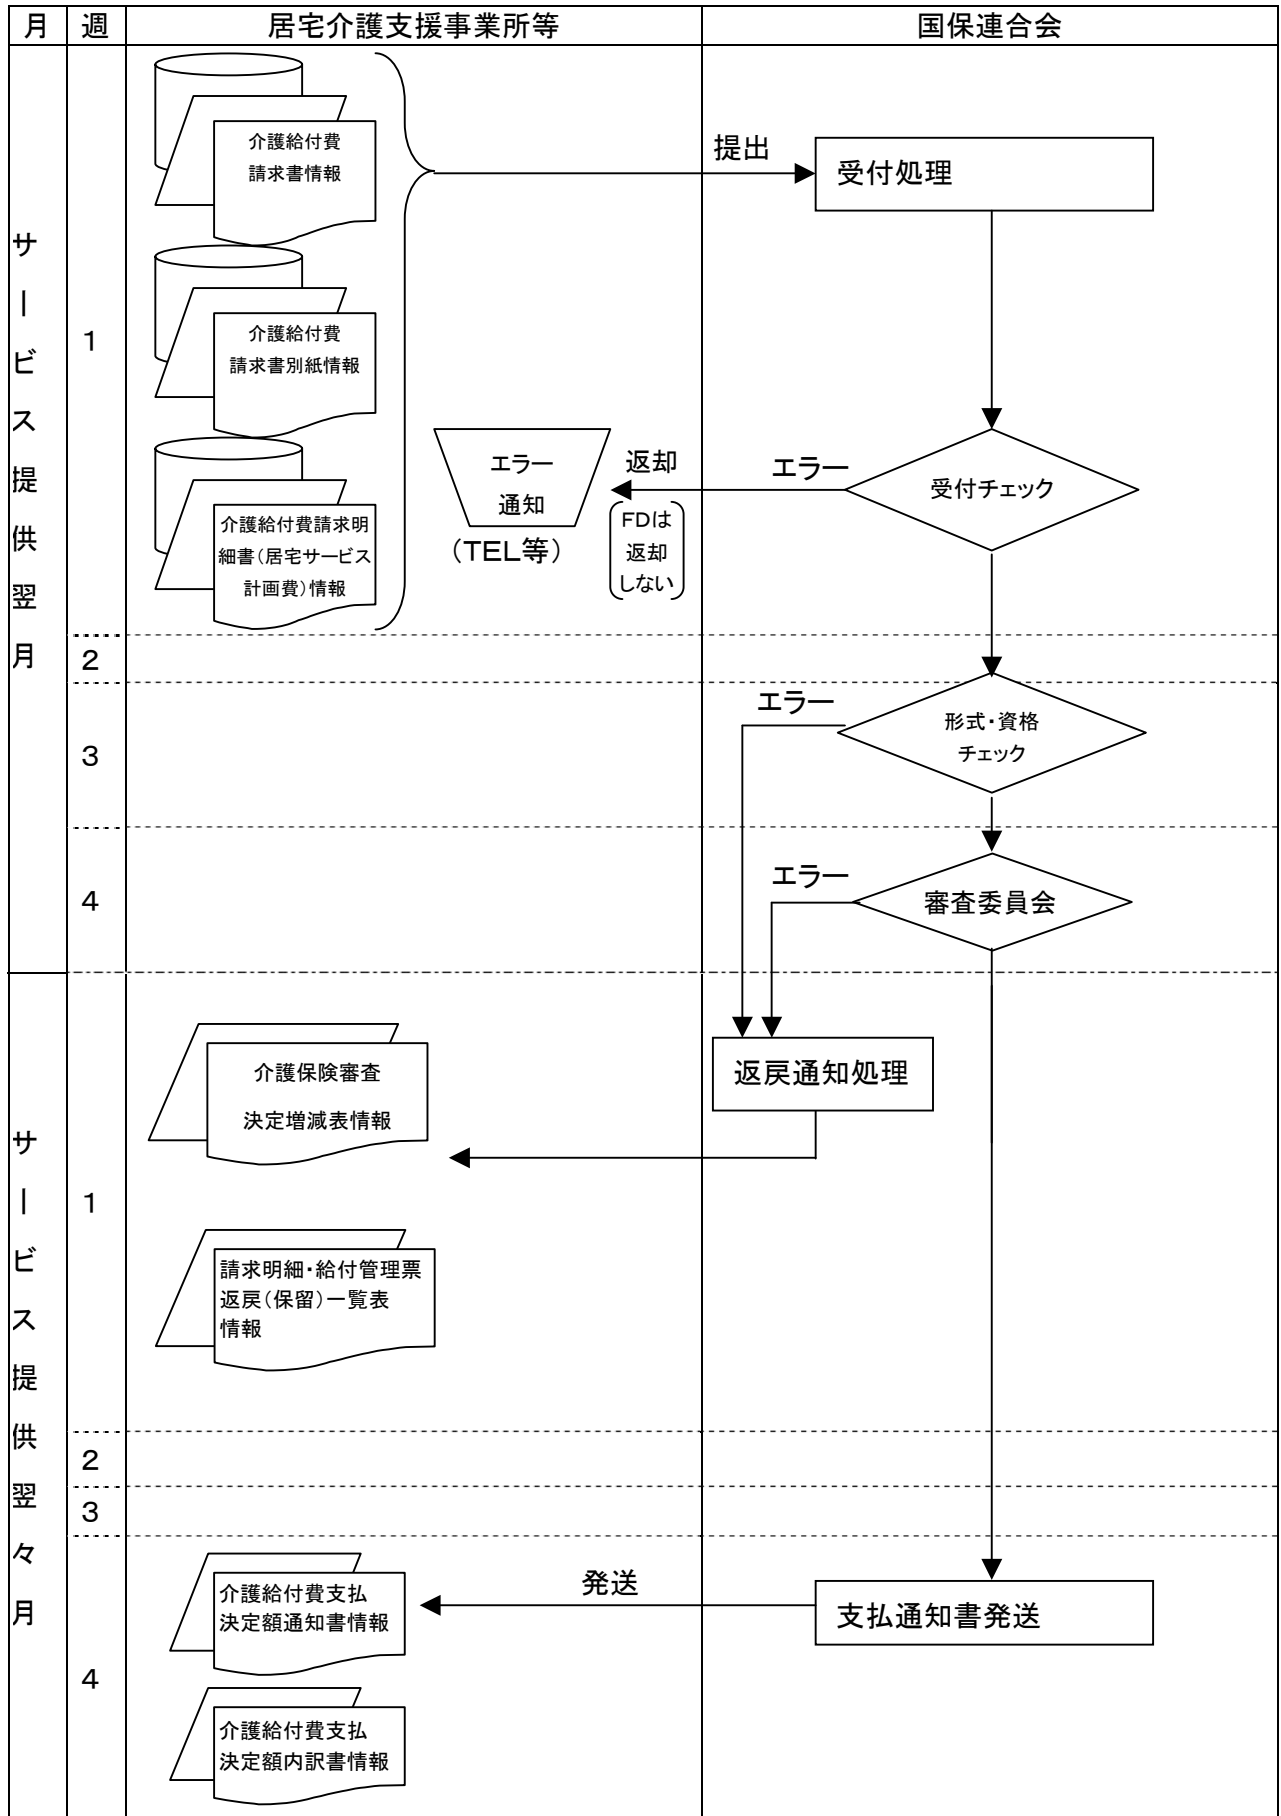 月 週 居宅介護支援事業所等 国保連合会
サービス提供翌月
1
介護給付費
請求書情報
提出
受付処理
介護給付費
請求書別紙情報
介護給付費請求明
細書(居宅サービス
計画費)情報
エラー
通知
(TEL等)
返却
FDは
返却
しない
エラー
受付チェック
2
3
エラー
形式・資格
チェック
4
エラー
審査委員会
サービス提供翌々月
1
介護保険審査
決定増減表情報
返戻通知処理
請求明細・給付管理票
返戻(保留)一覧表
情報
2
3
4
介護給付費支払
決定額通知書情報
発送
支払通知書発送
介護給付費支払
決定額内訳書情報